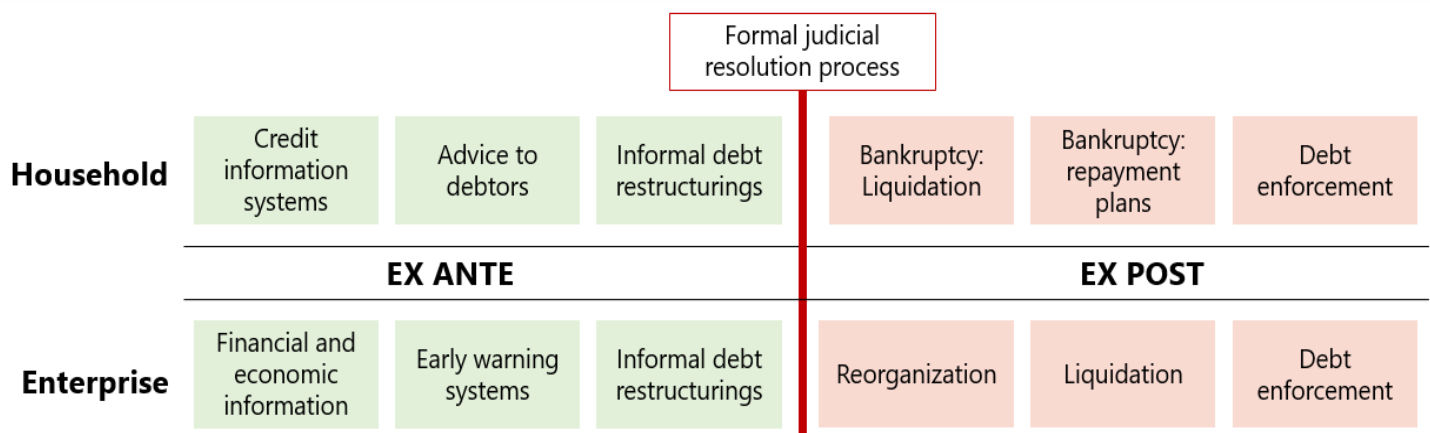 Formal judicial
resolution process
Household
Credit
information
systems
Advice to
debtors
Informal debt
restructurings
Bankruptcy:
Liquidation
Bankruptcy:
repayment
plans
Debt
enforcement
EX ANTE
EX POST
Enterprise
Financial and
economic
information
Early warning
systems
Informal debt
restructurings
Reorganization
Liquidation
Debt
enforcement